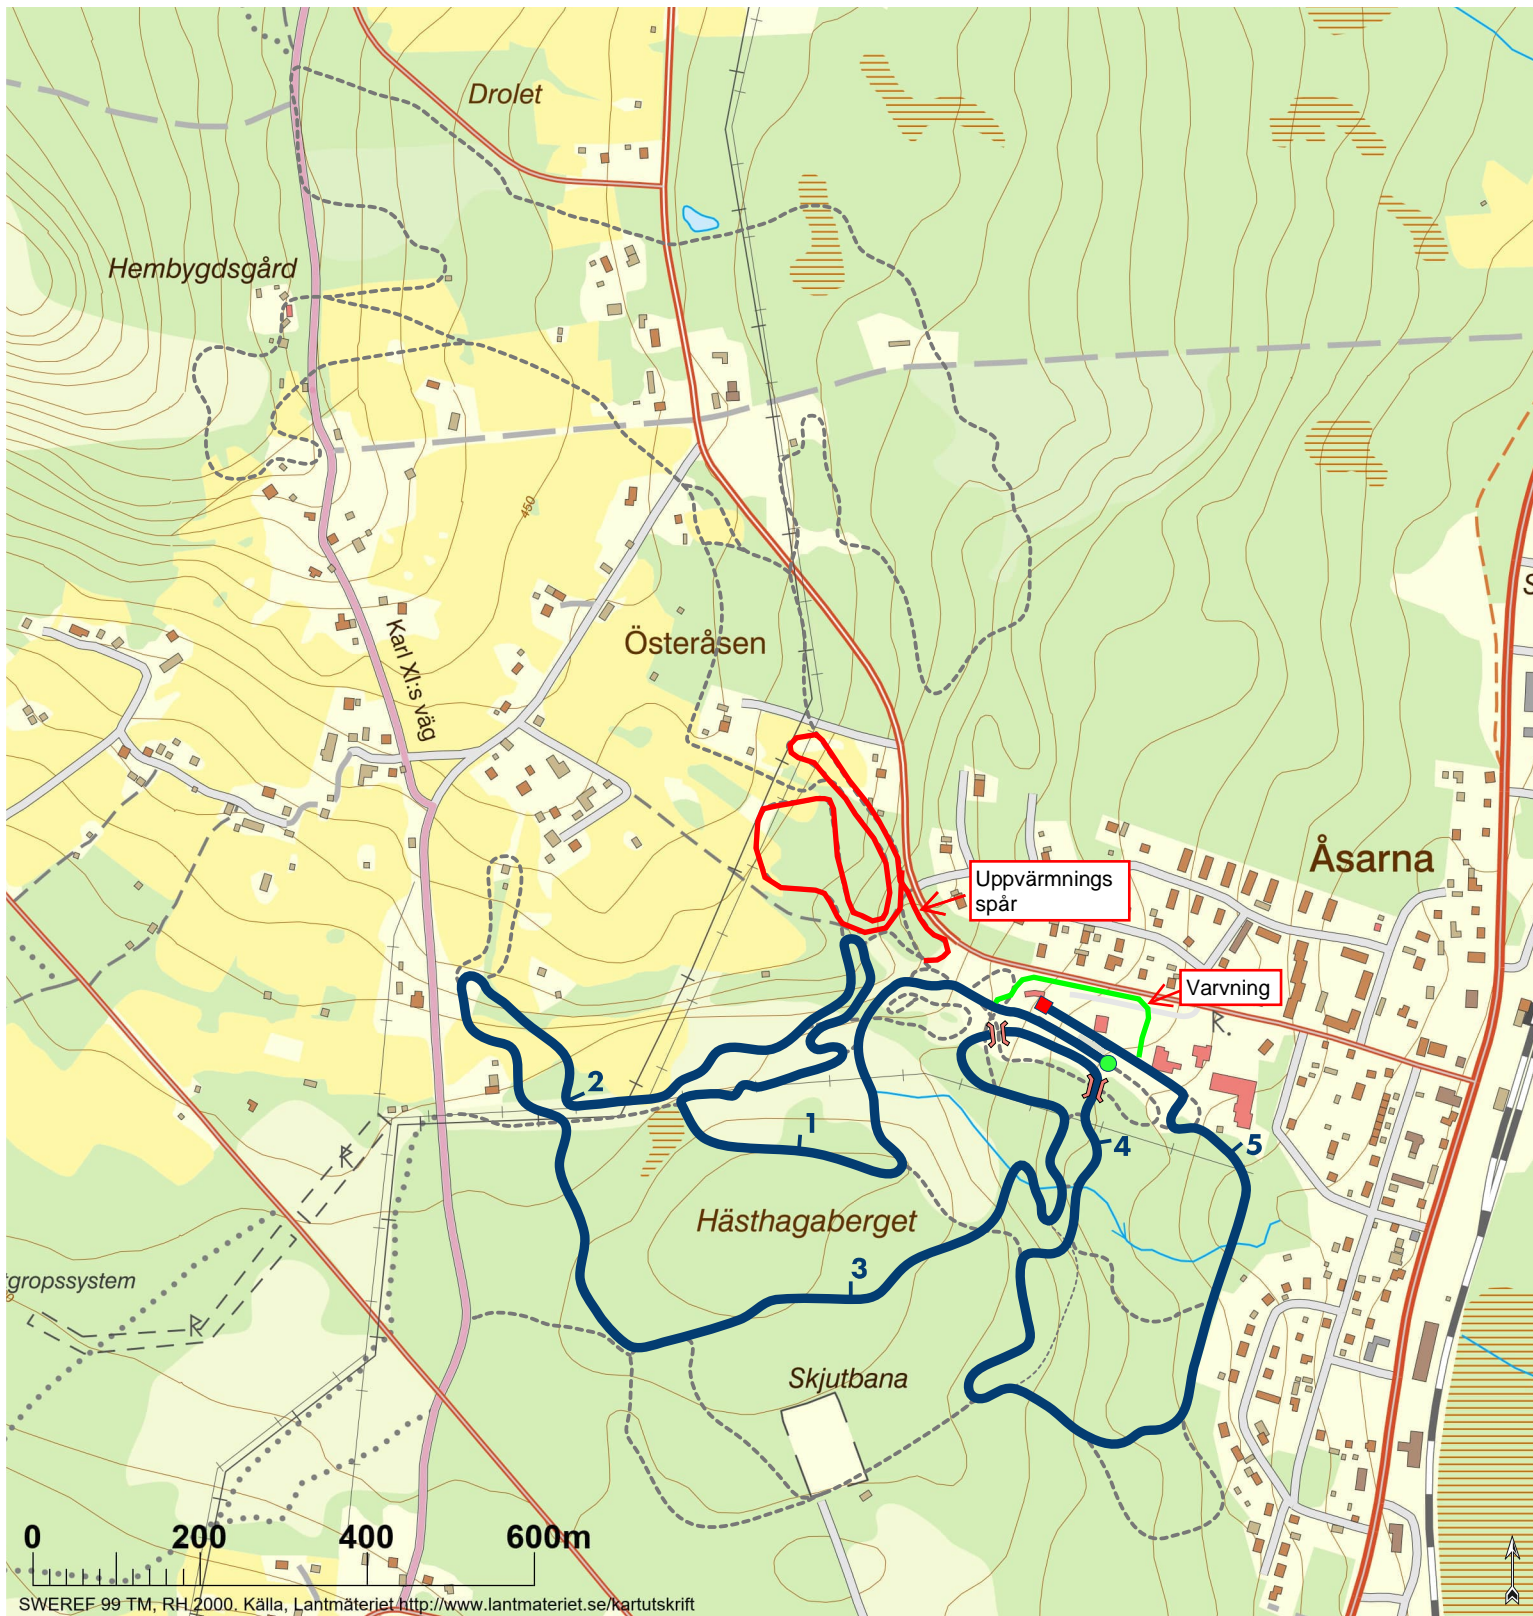 Drolet
Hembygdsgård
450
S
Karl XI:s väg
Österåsen
Åsarna
Uppvärmnings
spår
Varvning
R.
2
1
4
5
R
Hästhagaberget
3
gropssystem
R
Skjutbana
0 200 400 600m
SWEREF 99 TM, RH 2000. Källa, Lantmäteriet http://www.lantmateriet.se/kartutskrift